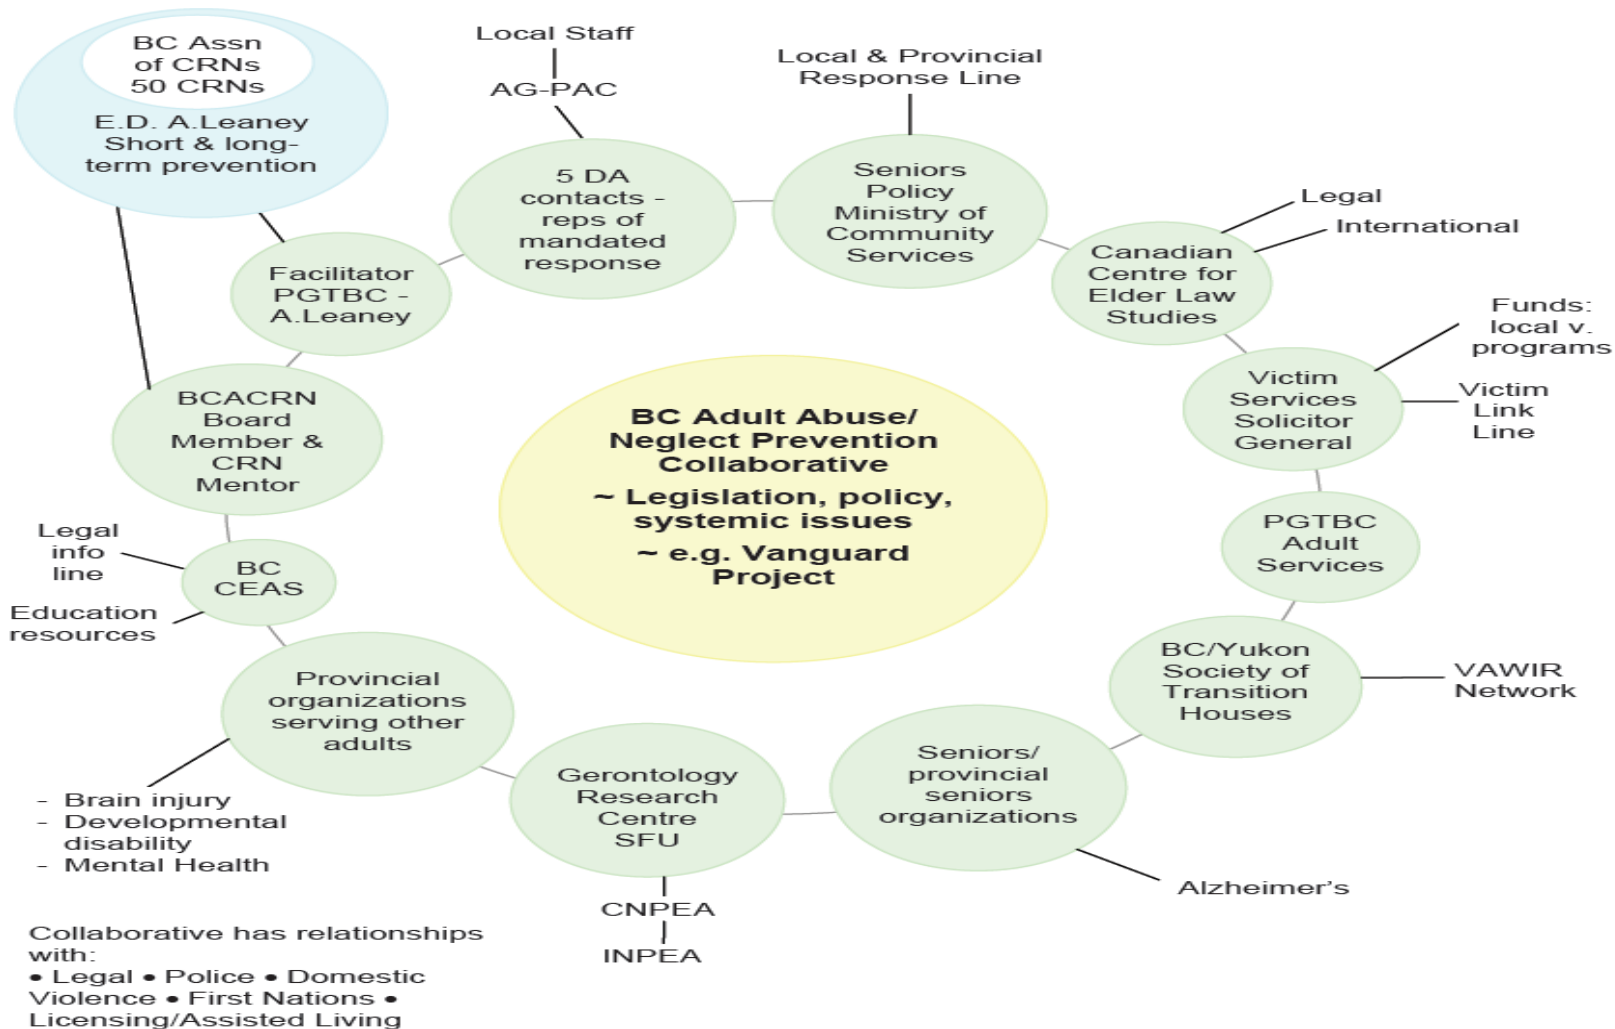 BC Assn
of CRNs
50 CRNs
E.D. A.Leaney
Short & long-
term prevention
Local Staff
AG-PAC
Local & Provincial
Response Line
5 DA
contacts -
reps of
mandated
response
Seniors
Policy
Ministry of
Community
Services
Legal
International
Canadian
Centre for
Elder Law
Studies
Facilitator
PGTBC -
A.Leaney
Funds:
local v.
programs
Victim
Services
Solicitor
General
Victim
Link
Line
BCACRN
Board
Member &
CRN
Mentor
BC Adult Abuse/
Neglect Prevention
Collaborative
~ Legislation, policy,
systemic issues
~ e.g. Vanguard
Project
PGTBC
Adult
Services
Legal
info
line
BC
CEAS
Education
resources
BC/Yukon
Society of
Transition
Houses
VAWIR
Network
Provincial
organizations
serving other
adults
Gerontology
Research
Centre
SFU
Seniors/
provincial
seniors
organizations
- Brain injury
- Developmental
disability
- Mental Health
Alzheimer’s
CNPEA
INPEA
Collaborative has relationships
with:
• Legal • Police • Domestic
Violence • First Nations •
Licensing/Assisted Living